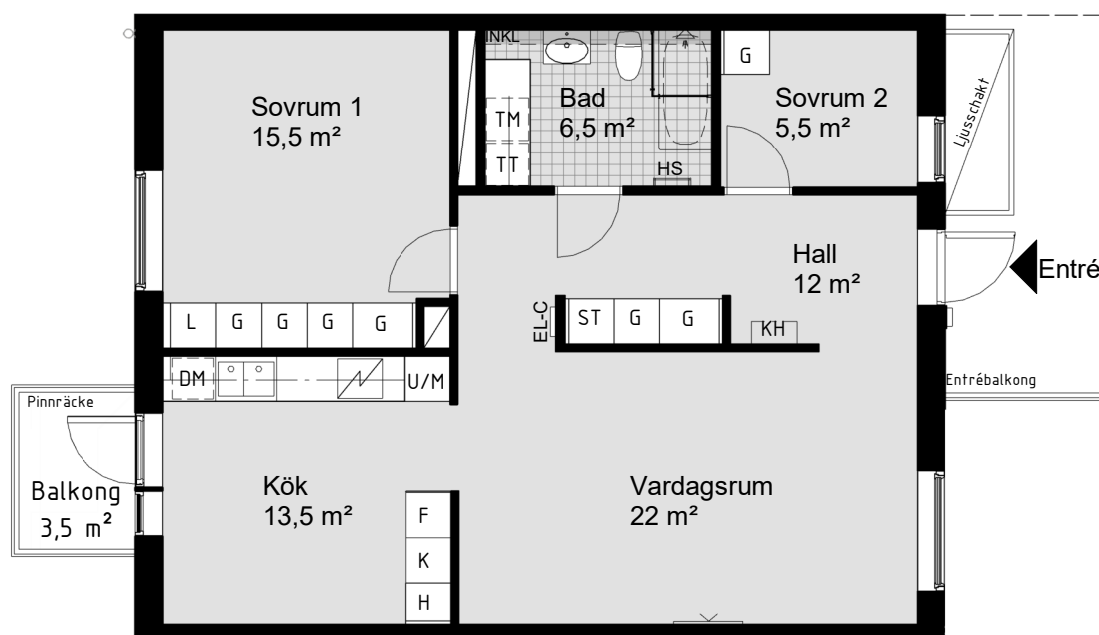 INKL
G
Sovrum 1
15,5 m²
Bad
6,5 m²
Sovrum 2
5,5 m²
Ljusschakt
TM
TT
HS
Hall
12 m²
Entré
L
G
G
G
G
EL-C
ST
G
G
KH
DM
U/M
Pinnräcke
Entrébalkong
Balkong
3,5 m²
Kök
13,5 m²
Vardagsrum
22 m²
F
K
H